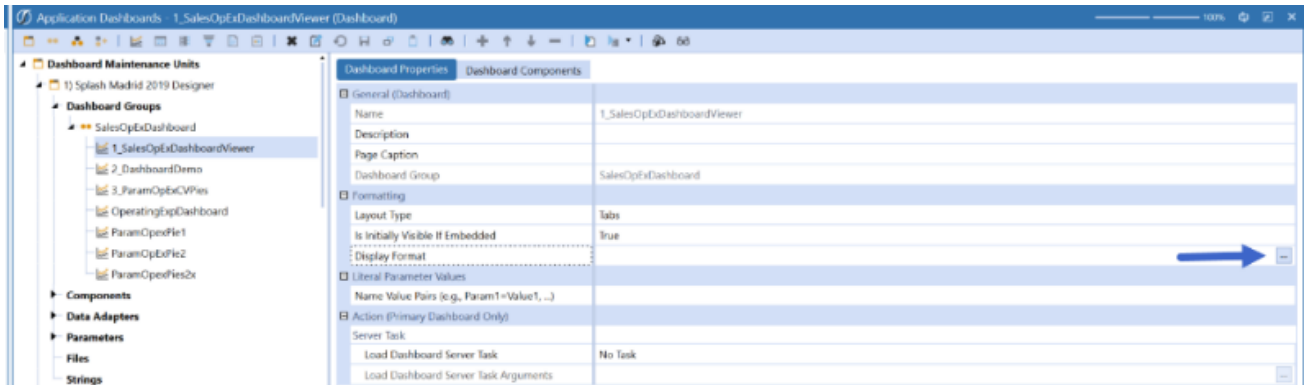 Application Dashboards - 1_SalesOpExDashboardViewer (Dashboard)
100%
Dashboard Maintenance Units
1) Splash Madrid 2019 Designer
Dashboard Groups
SalesOpExDashboard
1_SalesOpExDashboardViewer
2_DashboardDemo
3_ParamOpExCVPies
OperatingExpDashboard
ParamOpexPie1
ParamOpExPie2
ParamOpexPies2x
Components
Data Adapters
Parameters
Files
Strings
Dashboard Properties Dashboard Components
General (Dashboard)
Name 1_SalesOpExDashboardViewer
Description
Page Caption
Dashboard Group SalesOpExDashboard
Formatting
Layout Type Tabs
Is Initially Visible If Embedded True
Display Format ...
Literal Parameter Values
Name Value Pairs (e.g., Param1=Value1, ...)
Action (Primary Dashboard Only)
Server Task
Load Dashboard Server Task No Task
Load Dashboard Server Task Arguments ...